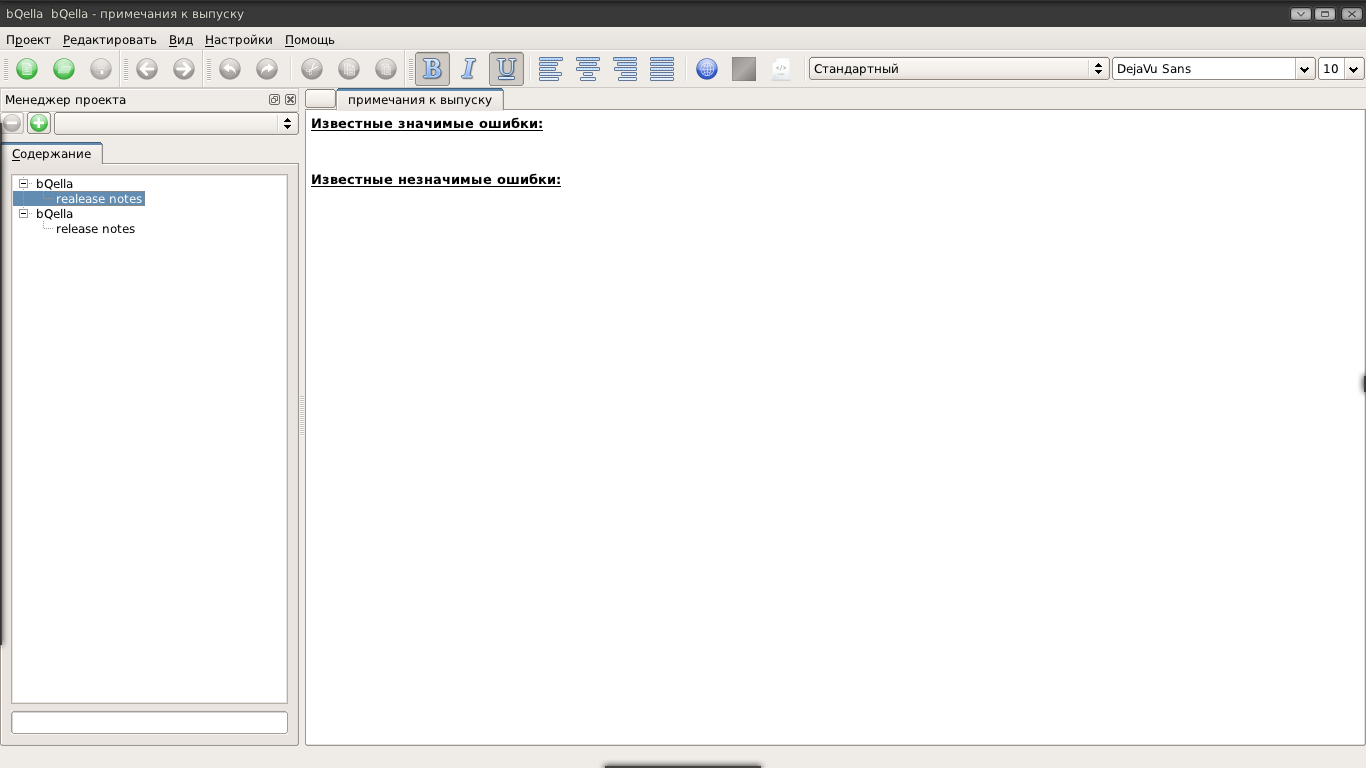 bQella  bQella - примечания к выпуску
Проект Редактировать Вид Настройки Помощь
B I U Стандартный DejaVu Sans 10
Менеджер проекта
примечания к выпуску
Содержание
bQella
realease notes
bQella
release notes
Известные значимые ошибки:
Известные незначимые ошибки: